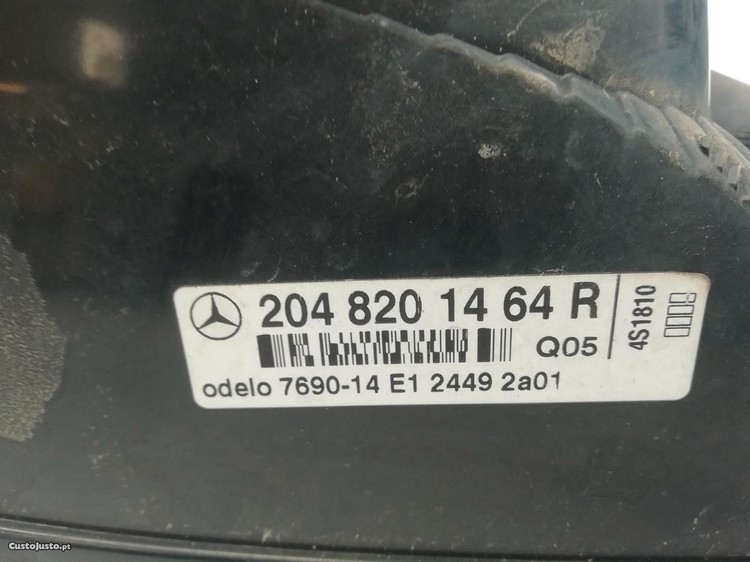 204 820 14 64 R
Q05
odelo 7690-14 E1 2449 2a01
4S1810
CustoJusto.pt